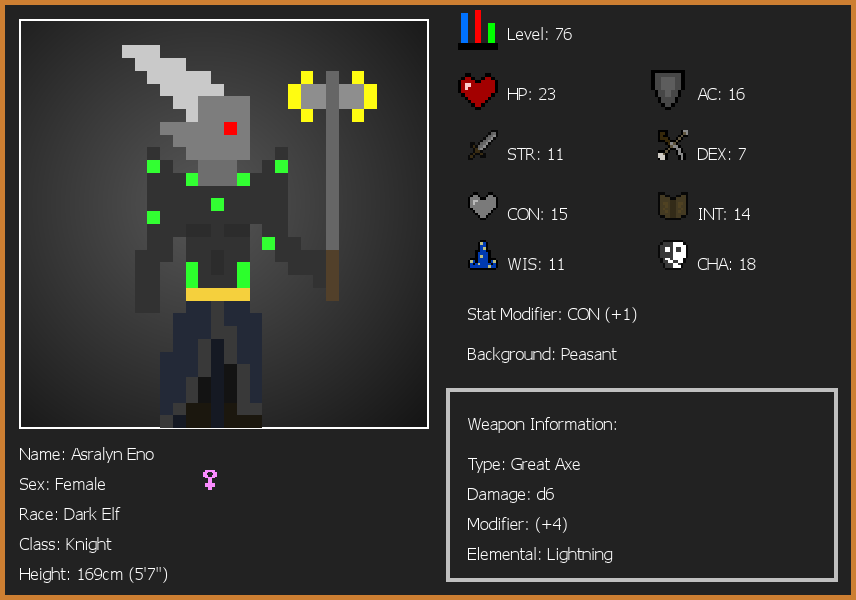 Level: 76
HP: 23
AC: 16
STR: 11
DEX: 7
CON: 15
INT: 14
WIS: 11
CHA: 18
Stat Modifier: CON (+1)
Background: Peasant
Weapon Information:
Type: Great Axe
Damage: d6
Modifier: (+4)
Elemental: Lightning
Name: Asralyn Eno
Sex: Female
Race: Dark Elf
Class: Knight
Height: 169cm (5'7")